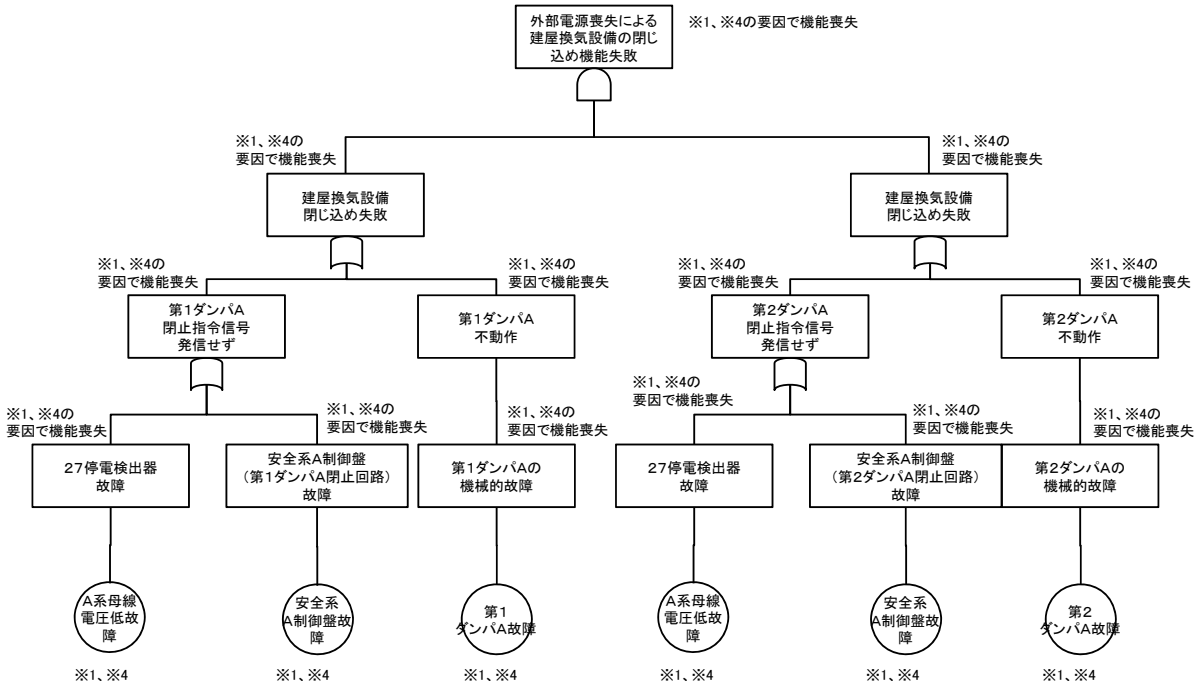 外部電源喪失による
建屋換気設備の閉じ
込め機能失敗
※1、※4の要因で機能喪失
※1、※4の
要因で機能喪失
※1、※4の
要因で機能喪失
建屋換気設備
閉じ込め失敗
建屋換気設備
閉じ込め失敗
※1、※4の
要因で機能喪失
※1、※4の
要因で機能喪失
※1、※4の
要因で機能喪失
※1、※4の
要因で機能喪失
第1ダンパA
閉止指令信号
発信せず
第1ダンパA
不動作
第2ダンパA
閉止指令信号
発信せず
第2ダンパA
不動作
※1、※4の
要因で機能喪失
※1、※4の
要因で機能喪失
※1、※4の
要因で機能喪失
※1、※4の
要因で機能喪失
※1、※4の
要因で機能喪失
※1、※4の
要因で機能喪失
27停電検出器
故障
安全系A制御盤
(第1ダンパA閉止回路)
故障
第1ダンパAの
機械的故障
27停電検出器
故障
安全系A制御盤
(第2ダンパA閉止回路)
故障
第2ダンパAの
機械的故障
A系母線
電圧低故
障
安全系
A制御盤故
障
第1
ダンパA故障
A系母線
電圧低故
障
安全系
A制御盤故
障
第2
ダンパA故障
※1、※4
※1、※4
※1、※4
※1、※4
※1、※4
※1、※4